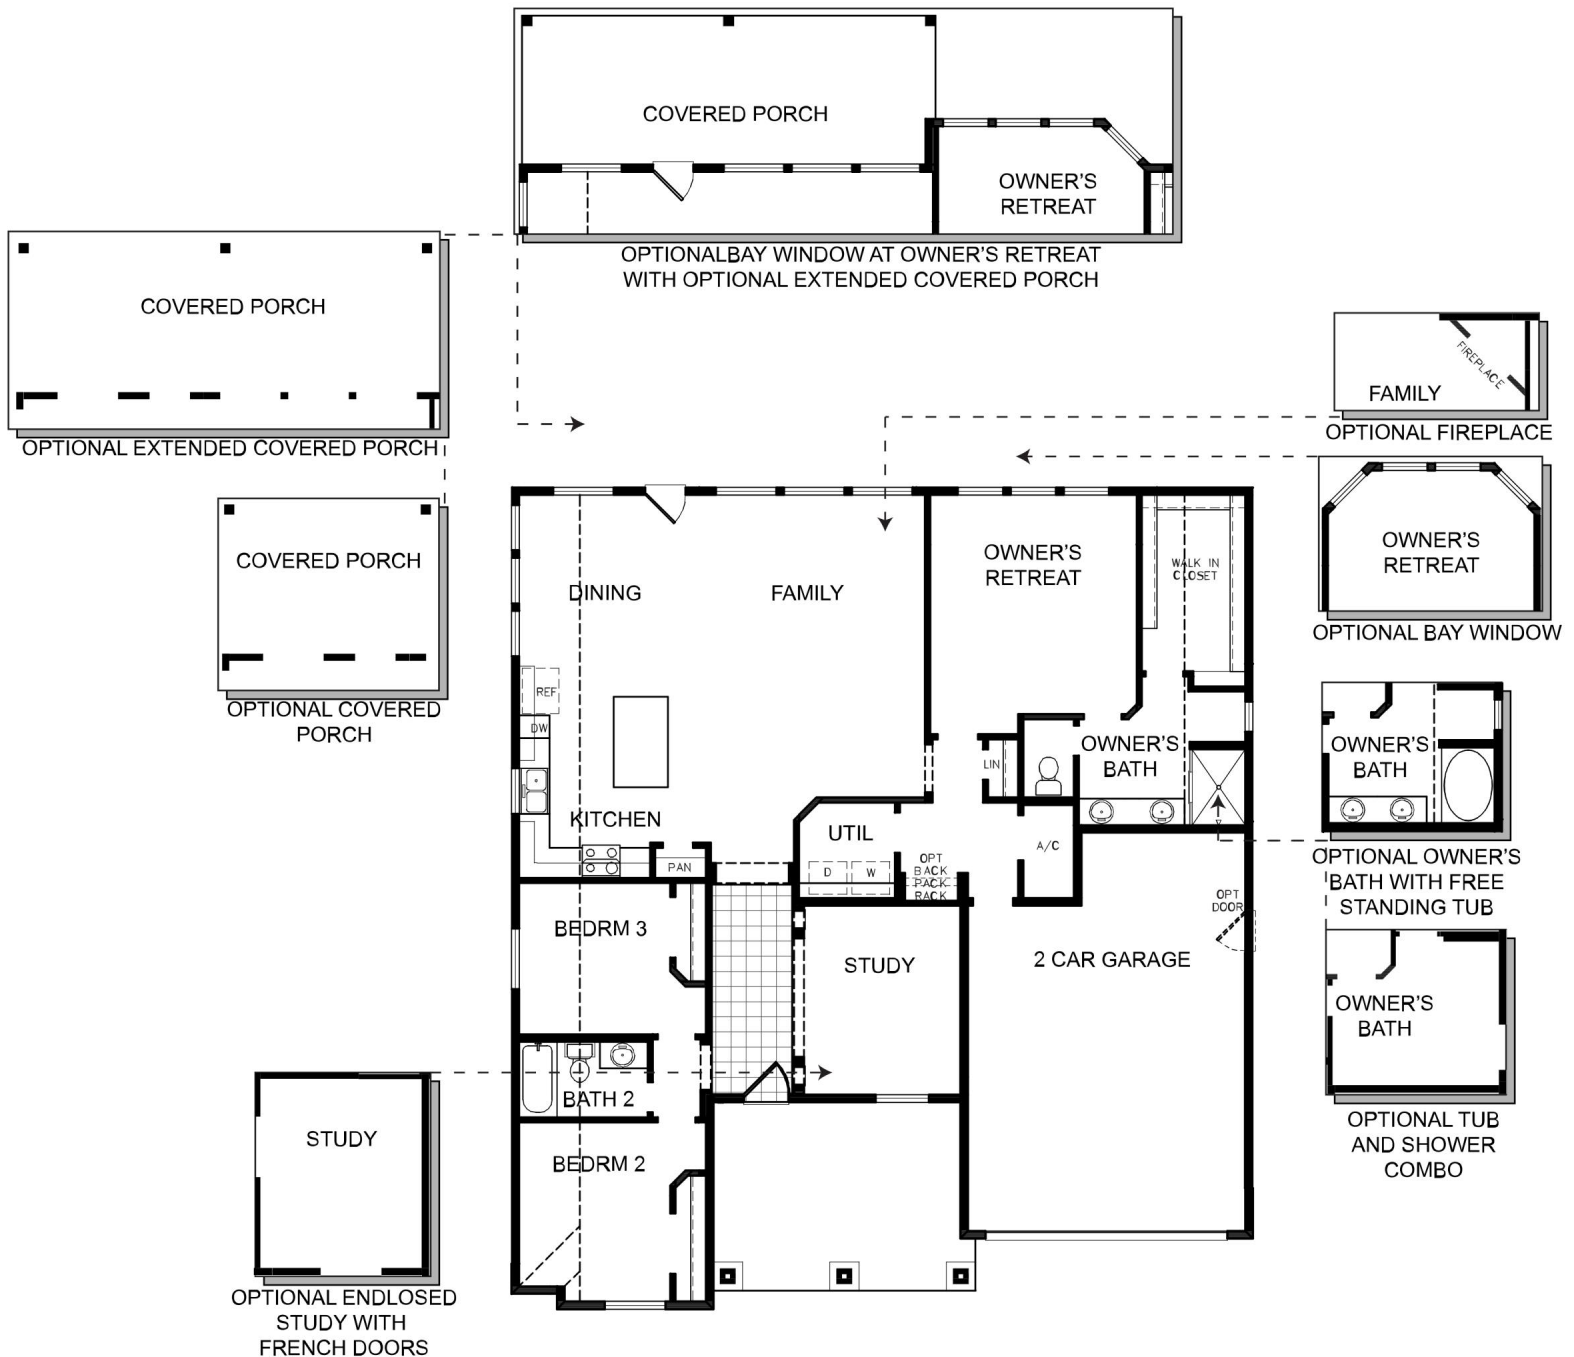 COVERED PORCH
OWNER'S
RETREAT
OPTIONALBAY WINDOW AT OWNER'S RETREAT
WITH OPTIONAL EXTENDED COVERED PORCH
COVERED PORCH
OPTIONAL EXTENDED COVERED PORCH
FIREPLACE
FAMILY
OPTIONAL FIREPLACE
COVERED PORCH
OPTIONAL COVERED
PORCH
OWNER'S
RETREAT
OPTIONAL BAY WINDOW
DINING
FAMILY
OWNER'S
RETREAT
WALK IN
CLOSET
REF
DW
KITCHEN
PAN
UTIL
D
W
OPT
BACK
PACK
RACK
LIN
OWNER'S
BATH
A/C
OPT
DOOR
OWNER'S
BATH
OPTIONAL OWNER'S
BATH WITH FREE
STANDING TUB
BEDRM 3
STUDY
2 CAR GARAGE
OWNER'S
BATH
OPTIONAL TUB
AND SHOWER
COMBO
BATH 2
BEDRM 2
STUDY
OPTIONAL ENDLOSED
STUDY WITH
FRENCH DOORS